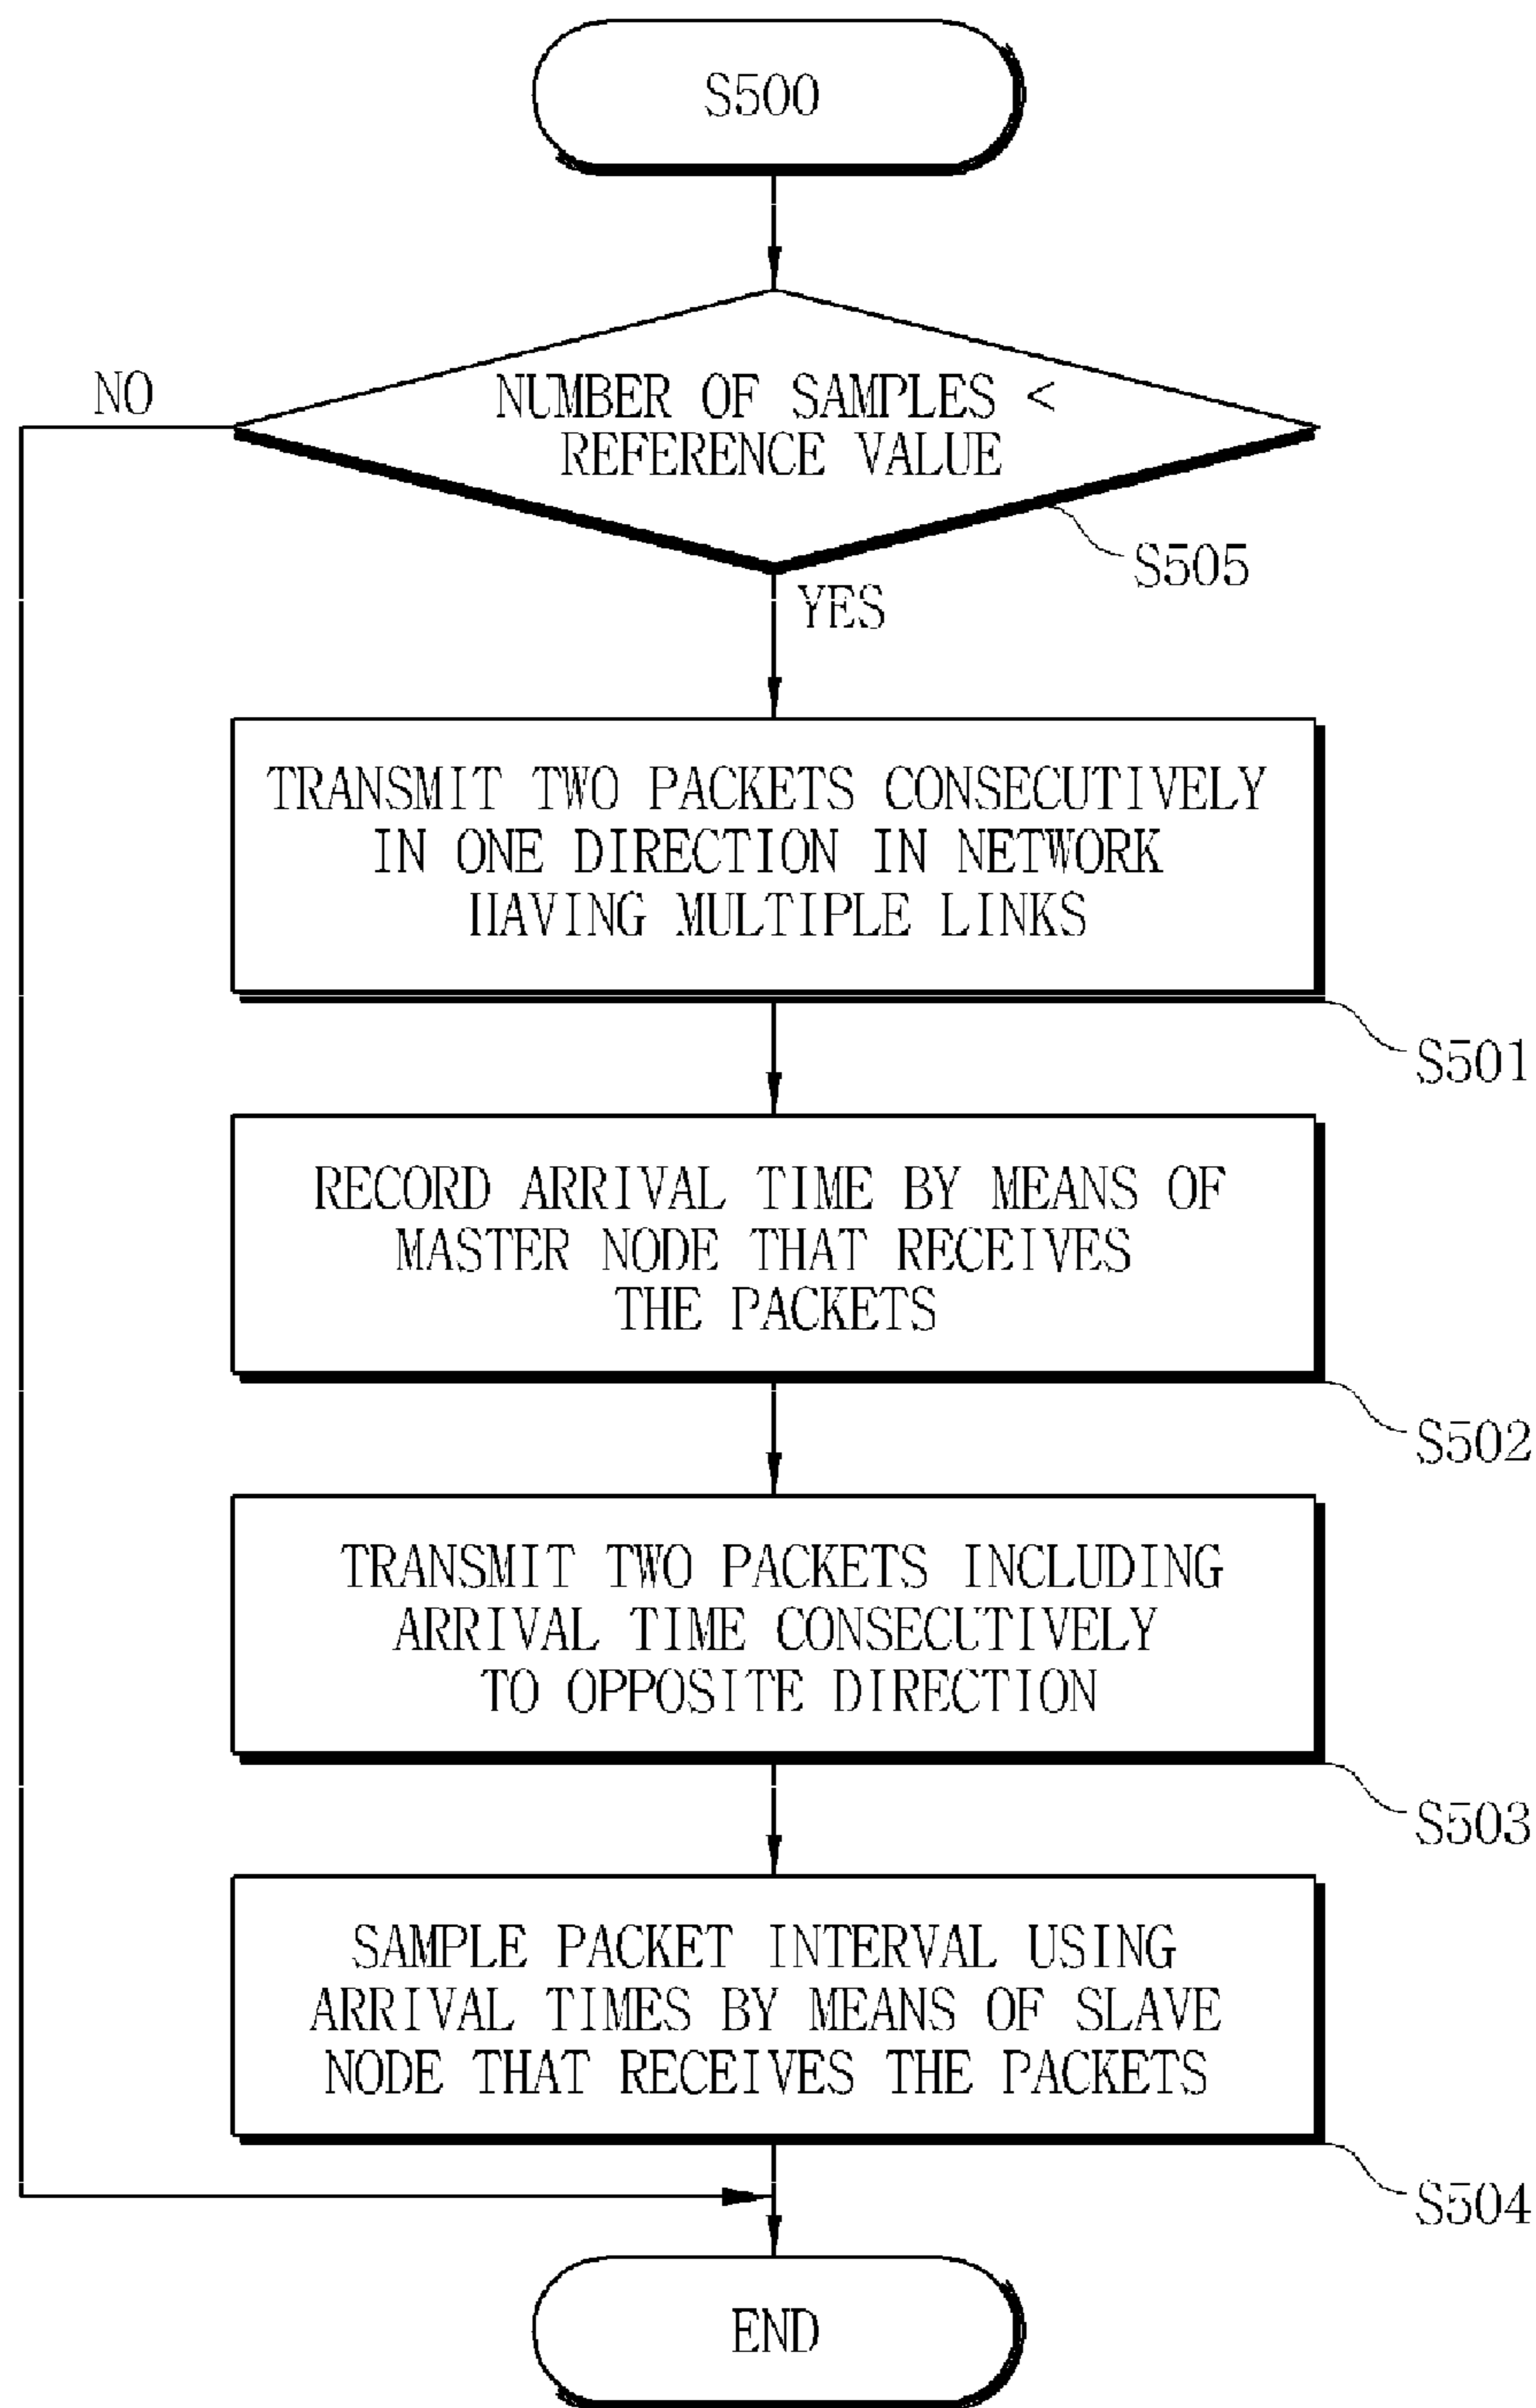 S500
NO
NUMBER OF SAMPLES <
REFERENCE VALUE
S505
YES
TRANSMIT TWO PACKETS CONSECUTIVELY
IN ONE DIRECTION IN NETWORK
HAVING MULTIPLE LINKS
S501
RECORD ARRIVAL TIME BY MEANS OF
MASTER NODE THAT RECEIVES
THE PACKETS
S502
TRANSMIT TWO PACKETS INCLUDING
ARRIVAL TIME CONSECUTIVELY
TO OPPOSITE DIRECTION
S503
SAMPLE PACKET INTERVAL USING
ARRIVAL TIMES BY MEANS OF SLAVE
NODE THAT RECEIVES THE PACKETS
S504
END